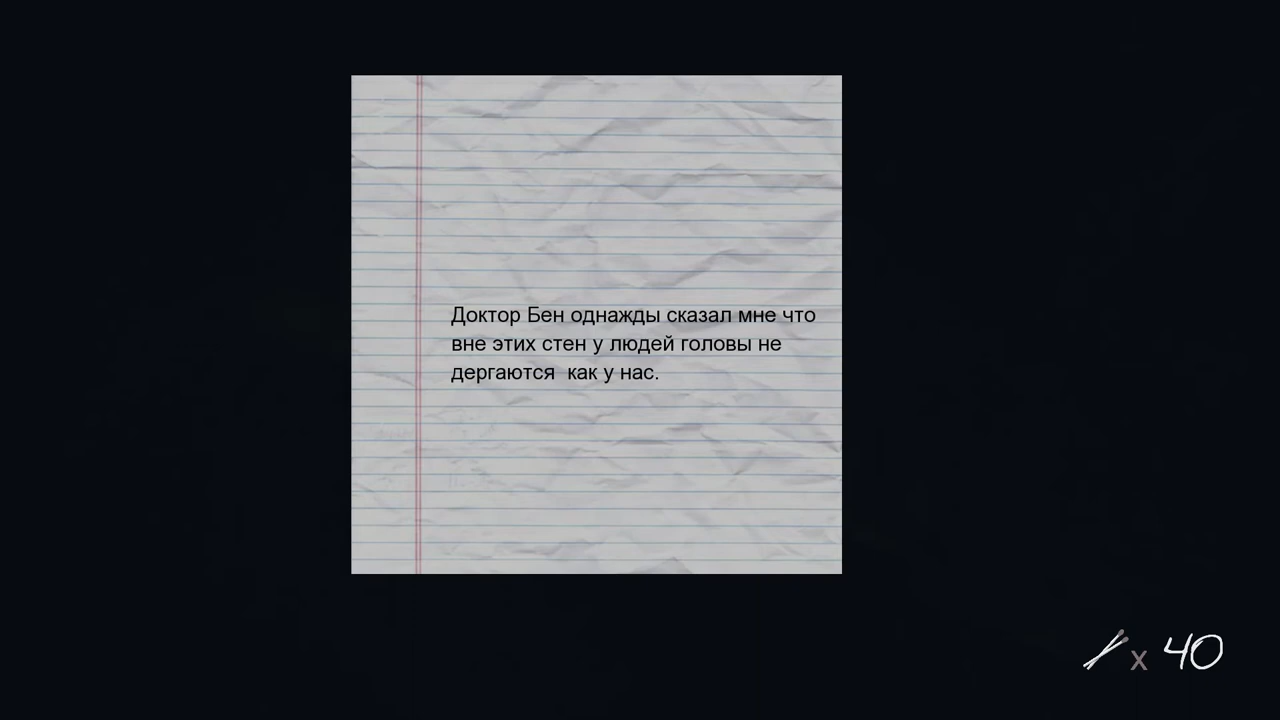 Доктор Бен однажды сказал мне что
вне этих стен у людей головы не
дергаются  как у нас.
x 40